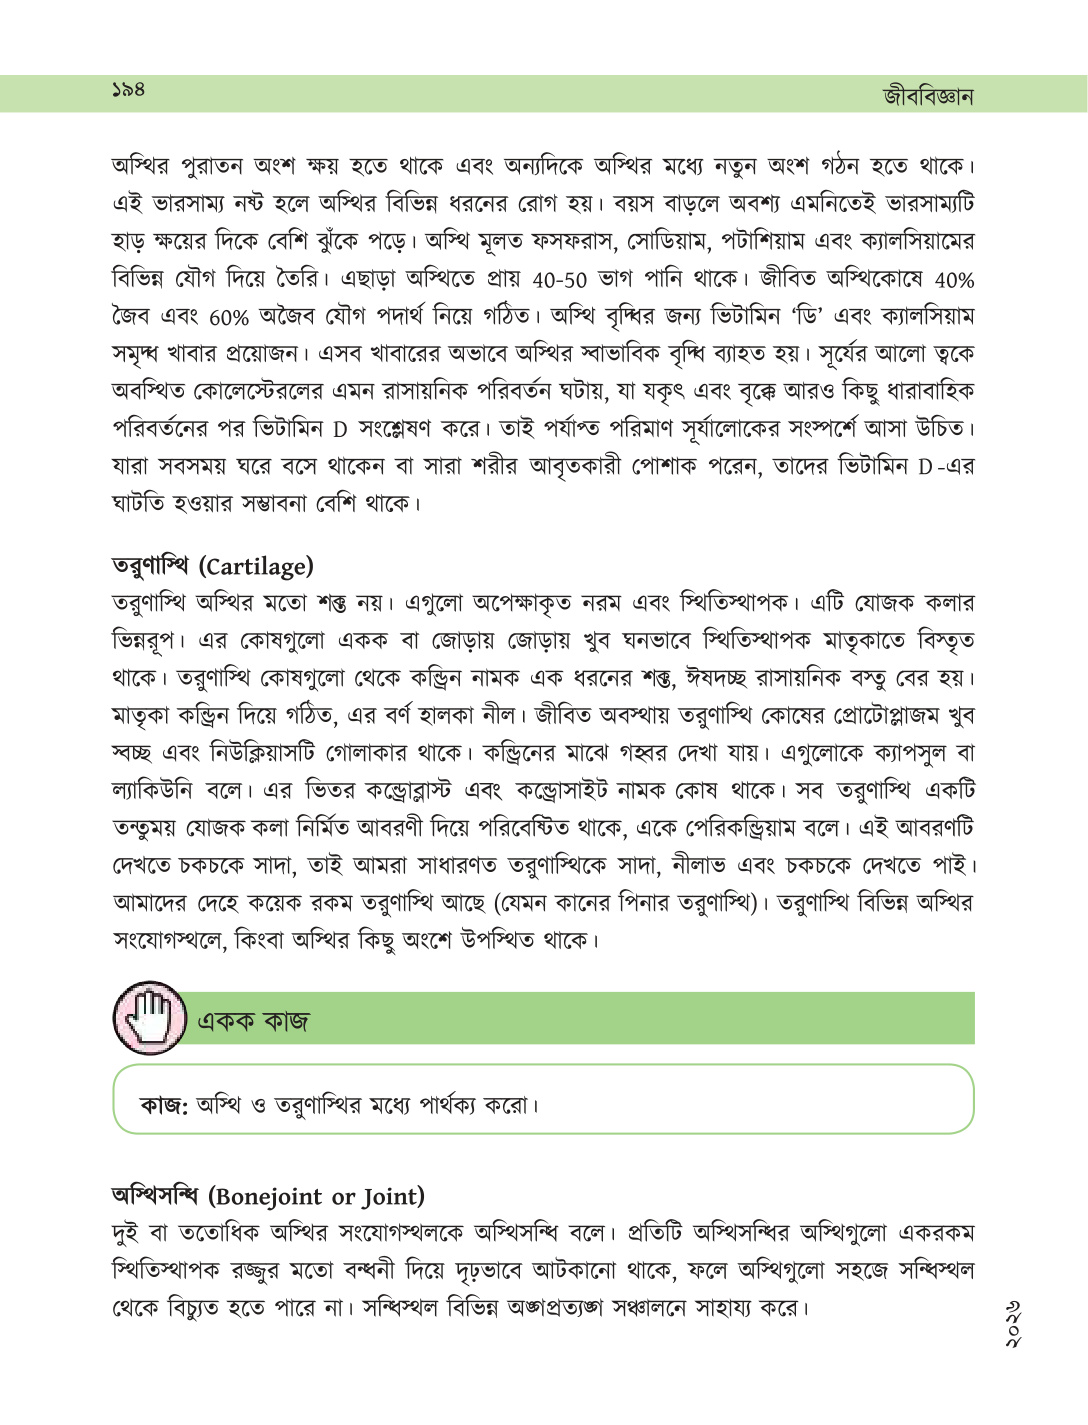 ১৯৪
জীববিজ্ঞান
অস্থির পুরাতন অংশ ক্ষয় হতে থাকে এবং অন্যদিকে অস্থির মধ্যে নতুন অংশ গঠন হতে থাকে।
এই ভারসাম্য নষ্ট হলে অস্থির বিভিন্ন ধরনের রোগ হয়। বয়স বাড়লে অবশ্য এমনিতেই ভারসাম্যটি
হাড় ক্ষয়ের দিকে বেশি ঝুঁকে পড়ে। অস্থি মূলত ফসফরাস, সোডিয়াম, পটাশিয়াম এবং ক্যালসিয়ামের
বিভিন্ন যৌগ দিয়ে তৈরি। এছাড়া অস্থিতে প্রায় 40-50 ভাগ পানি থাকে। জীবিত অস্থিকোষে 40%
জৈব এবং 60% অজৈব যৌগ পদার্থ নিয়ে গঠিত। অস্থি বৃদ্ধির জন্য ভিটামিন ‘ডি’ এবং ক্যালসিয়াম
সমৃদ্ধ খাবার প্রয়োজন। এসব খাবারের অভাবে অস্থির স্বাভাবিক বৃদ্ধি ব্যাহত হয়। সূর্যের আলো ত্বকে
অবস্থিত কোলেস্টেরলের এমন রাসায়নিক পরিবর্তন ঘটায়, যা যকৃৎ এবং বৃক্কে আরও কিছু ধারাবাহিক
পরিবর্তনের পর ভিটামিন D সংশ্লেষণ করে। তাই পর্যাপ্ত পরিমাণ সূর্যালোকের সংস্পর্শে আসা উচিত।
যারা সবসময় ঘরে বসে থাকেন বা সারা শরীর আবৃতকারী পোশাক পরেন, তাদের ভিটামিন D-এর
ঘাটতি হওয়ার সম্ভাবনা বেশি থাকে।
তরুণাস্থি (Cartilage)
তরুণাস্থি অস্থির মতো শক্ত নয়। এগুলো অপেক্ষাকৃত নরম এবং স্থিতিস্থাপক। এটি যোজক কলার
ভিন্নরূপ। এর কোষগুলো একক বা জোড়ায় জোড়ায় খুব ঘনভাবে স্থিতিস্থাপক মাতৃকাতে বিস্তৃত
থাকে। তরুণাস্থি কোষগুলো থেকে কন্ড্রিন নামক এক ধরনের শক্ত, ঈষদচ্ছ রাসায়নিক বস্তু বের হয়।
মাতৃকা কন্ড্রিন দিয়ে গঠিত, এর বর্ণ হালকা নীল। জীবিত অবস্থায় তরুণাস্থি কোষের প্রোটোপ্লাজম খুব
স্বচ্ছ এবং নিউক্লিয়াসটি গোলাকার থাকে। কন্ড্রিনের মাঝে গহ্বর দেখা যায়। এগুলোকে ক্যাপসুল বা
ল্যাকিউনি বলে। এর ভিতর কন্ড্রোব্লাস্ট এবং কন্ড্রোসাইট নামক কোষ থাকে। সব তরুণাস্থি একটি
তন্তুময় যোজক কলা নির্মিত আবরণী দিয়ে পরিবেষ্টিত থাকে, একে পেরিকন্ড্রিয়াম বলে। এই আবরণটি
দেখতে চকচকে সাদা, তাই আমরা সাধারণত তরুণাস্থিকে সাদা, নীলাভ এবং চকচকে দেখতে পাই।
আমাদের দেহে কয়েক রকম তরুণাস্থি আছে (যেমন কানের পিনার তরুণাস্থি)। তরুণাস্থি বিভিন্ন অস্থির
সংযোগস্থলে, কিংবা অস্থির কিছু অংশে উপস্থিত থাকে।
একক কাজ
কাজ: অস্থি ও তরুণাস্থির মধ্যে পার্থক্য করো।
অস্থিসন্ধি (Bonejoint or Joint)
দুই বা ততোধিক অস্থির সংযোগস্থলকে অস্থিসন্ধি বলে। প্রতিটি অস্থিসন্ধির অস্থিগুলো একরকম
স্থিতিস্থাপক রজ্জুর মতো বন্ধনী দিয়ে দৃঢ়ভাবে আটকানো থাকে, ফলে অস্থিগুলো সহজে সন্ধিস্থল
থেকে বিচ্যুত হতে পারে না। সন্ধিস্থল বিভিন্ন অঙ্গপ্রত্যঙ্গ সঞ্চালনে সাহায্য করে।
২০২৬